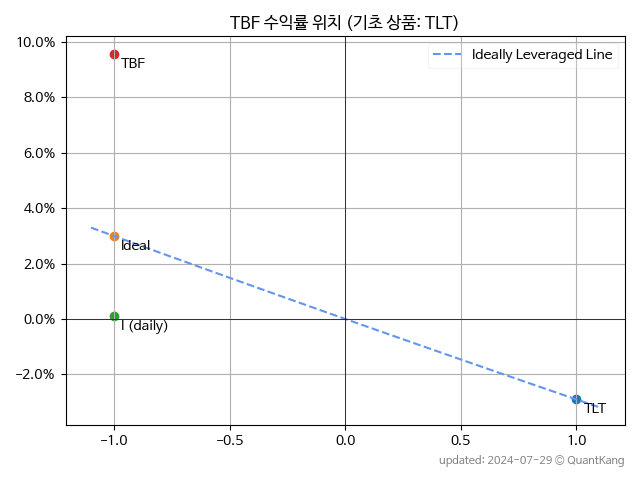 TBF 수익률 위치 (기초 상품: TLT)
10.0%
8.0%
6.0%
4.0%
2.0%
0.0%
−2.0%
Ideally Leveraged Line
TBF
Ideal
I (daily)
TLT
−1.0 −0.5 0.0 0.5 1.0
updated: 2024-07-29 © QuantKang